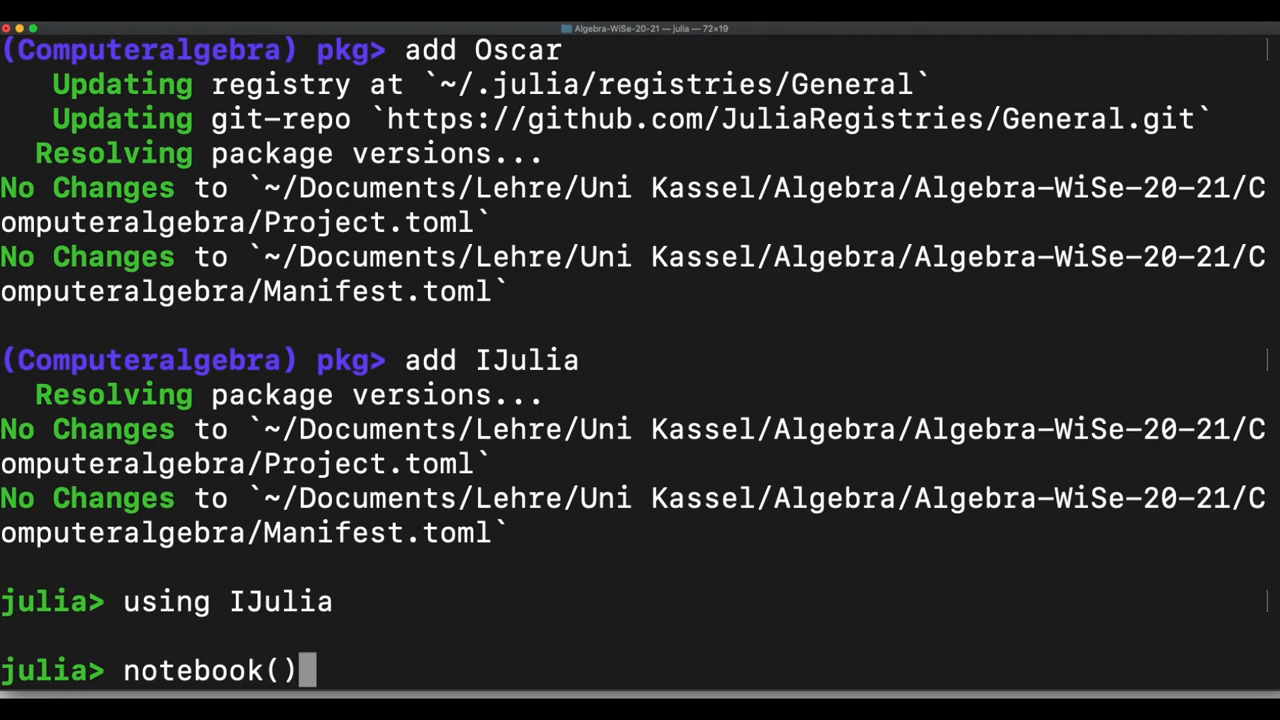 Algebra-WiSe-20-21 — julia — 72×19
(Computeralgebra) pkg> add Oscar
Updating registry at `~/.julia/registries/General`
Updating git-repo `https://github.com/JuliaRegistries/General.git`
Resolving package versions...
No Changes to `~/Documents/Lehre/Uni Kassel/Algebra/Algebra-WiSe-20-21/C
omputeralgebra/Project.toml`
No Changes to `~/Documents/Lehre/Uni Kassel/Algebra/Algebra-WiSe-20-21/C
omputeralgebra/Manifest.toml`
(Computeralgebra) pkg> add IJulia
Resolving package versions...
No Changes to `~/Documents/Lehre/Uni Kassel/Algebra/Algebra-WiSe-20-21/C
omputeralgebra/Project.toml`
No Changes to `~/Documents/Lehre/Uni Kassel/Algebra/Algebra-WiSe-20-21/C
omputeralgebra/Manifest.toml`
julia> using IJulia
julia> notebook()